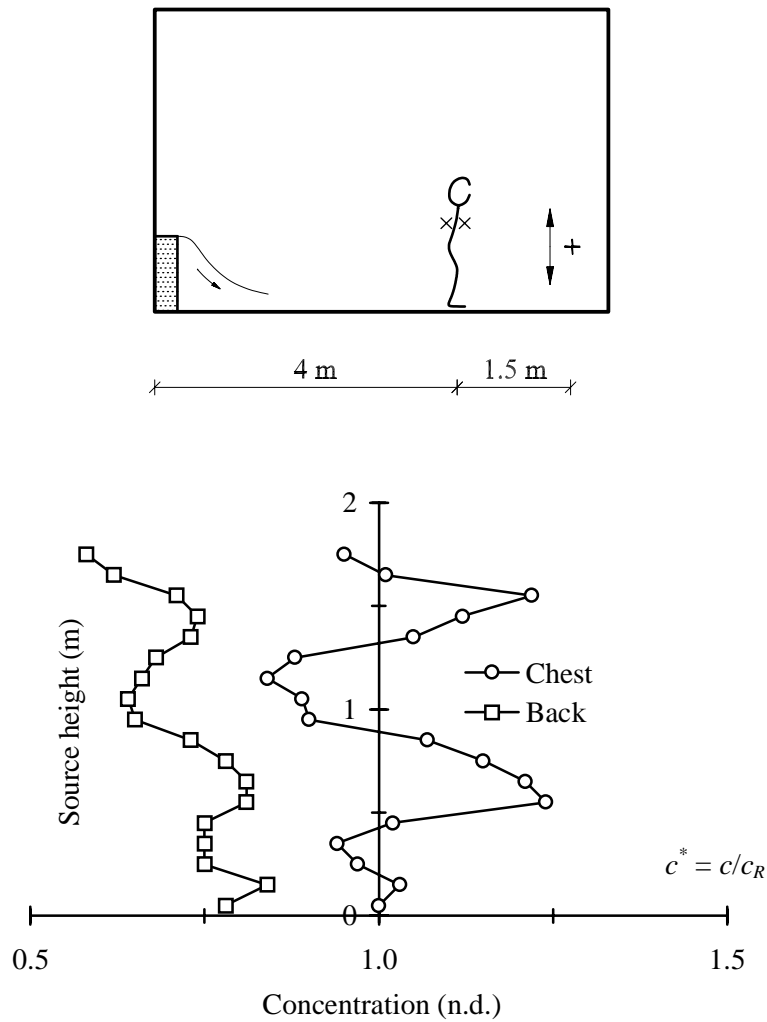 4 m
1.5 m
2
Source height (m)
Chest
1
Back
c* = c/cR
0
0.5
1.0
1.5
Concentration (n.d.)